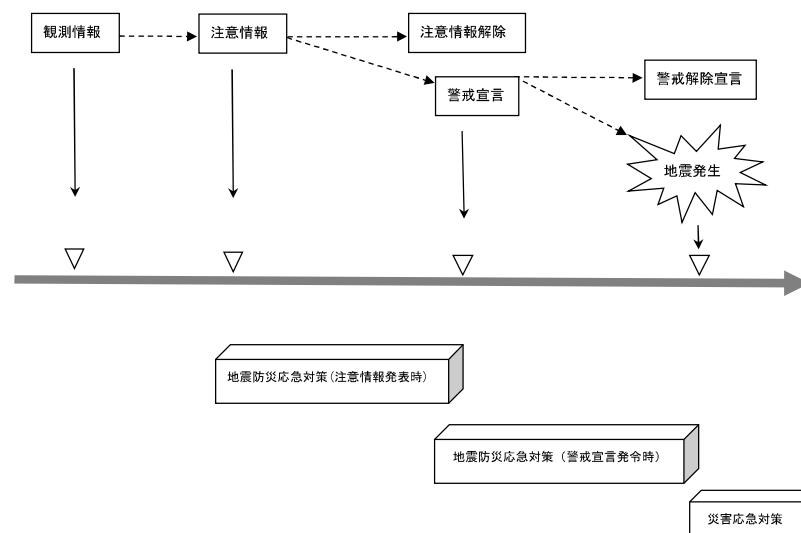 観測情報
注意情報
注意情報解除
警戒宣言
警戒解除宣言
地震発生
地震防災応急対策(注意情報発表時)
地震防災応急対策（警戒宣言発令時）
災害応急対策